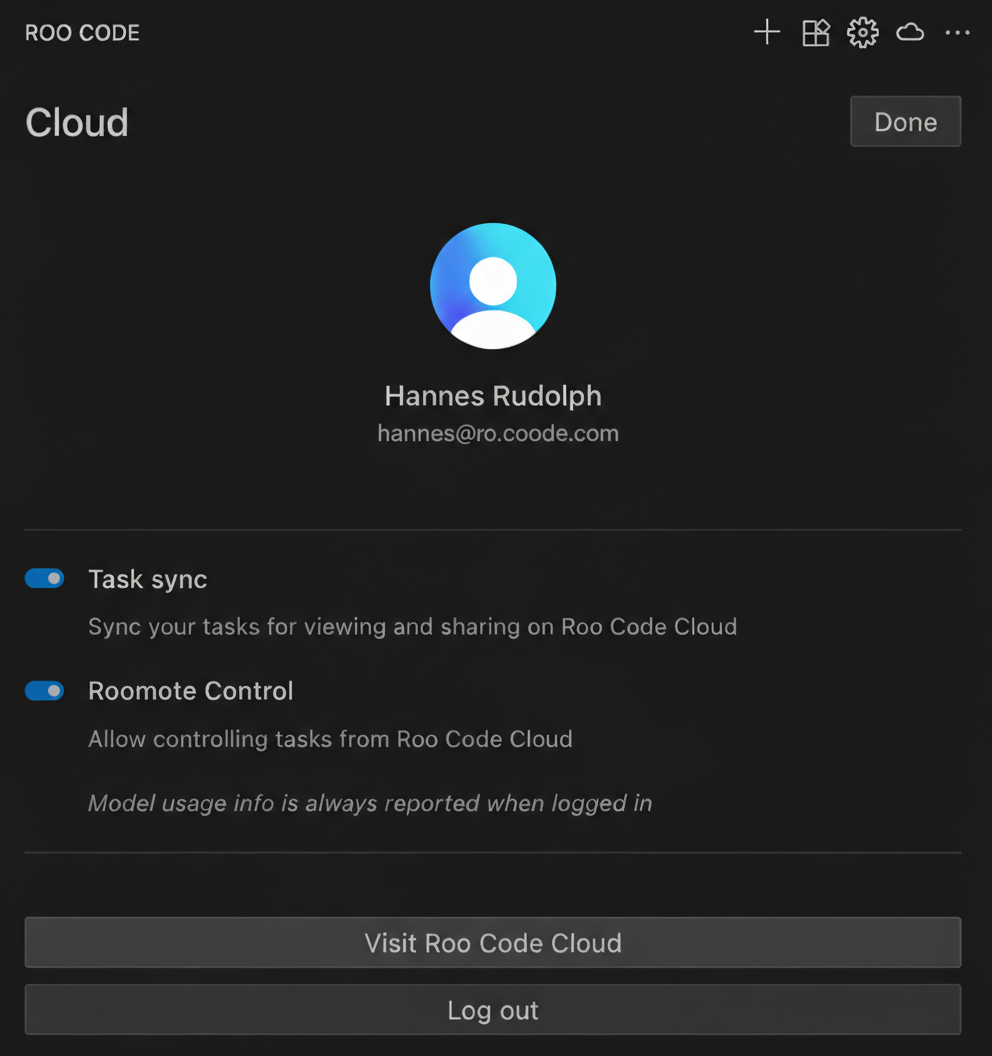 ROO CODE
Cloud
Done
Hannes Rudolph
hannes@ro.coode.com
Task sync
Sync your tasks for viewing and sharing on Roo Code Cloud
Roomote Control
Allow controlling tasks from Roo Code Cloud
Model usage info is always reported when logged in
Visit Roo Code Cloud
Log out